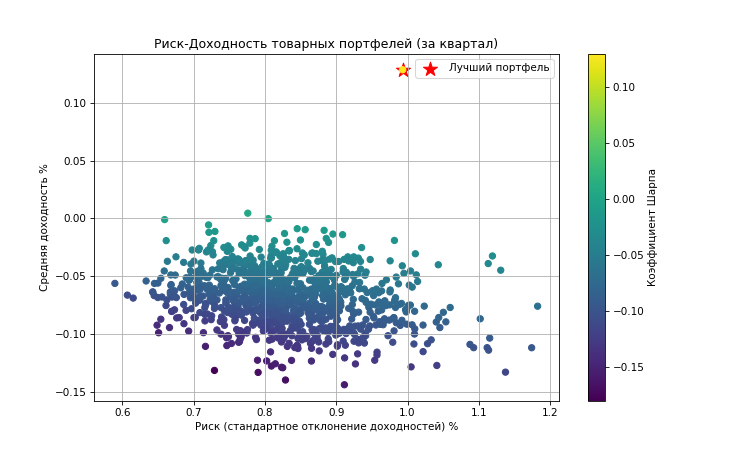 Риск-Доходность товарных портфелей (за квартал)
Лучший портфель
Средняя доходность %
0.10
0.05
0.00
−0.05
−0.10
−0.15
0.6 0.7 0.8 0.9 1.0 1.1 1.2
Риск (стандартное отклонение доходностей) %
0.10
0.05
0.00
−0.05
−0.10
−0.15
Коэффициент Шарпа